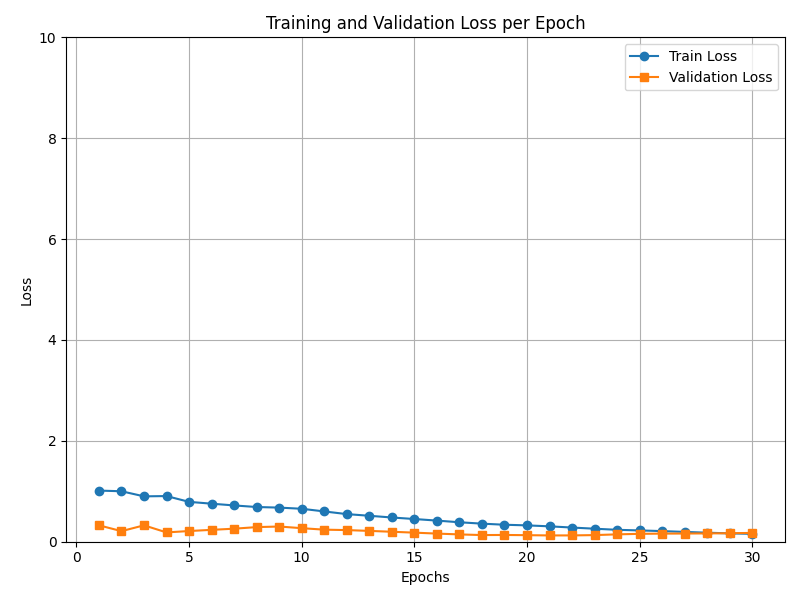 Training and Validation Loss per Epoch
Train Loss
Validation Loss
10
8
6
4
2
0
Loss
0 5 10 15 20 25 30
Epochs